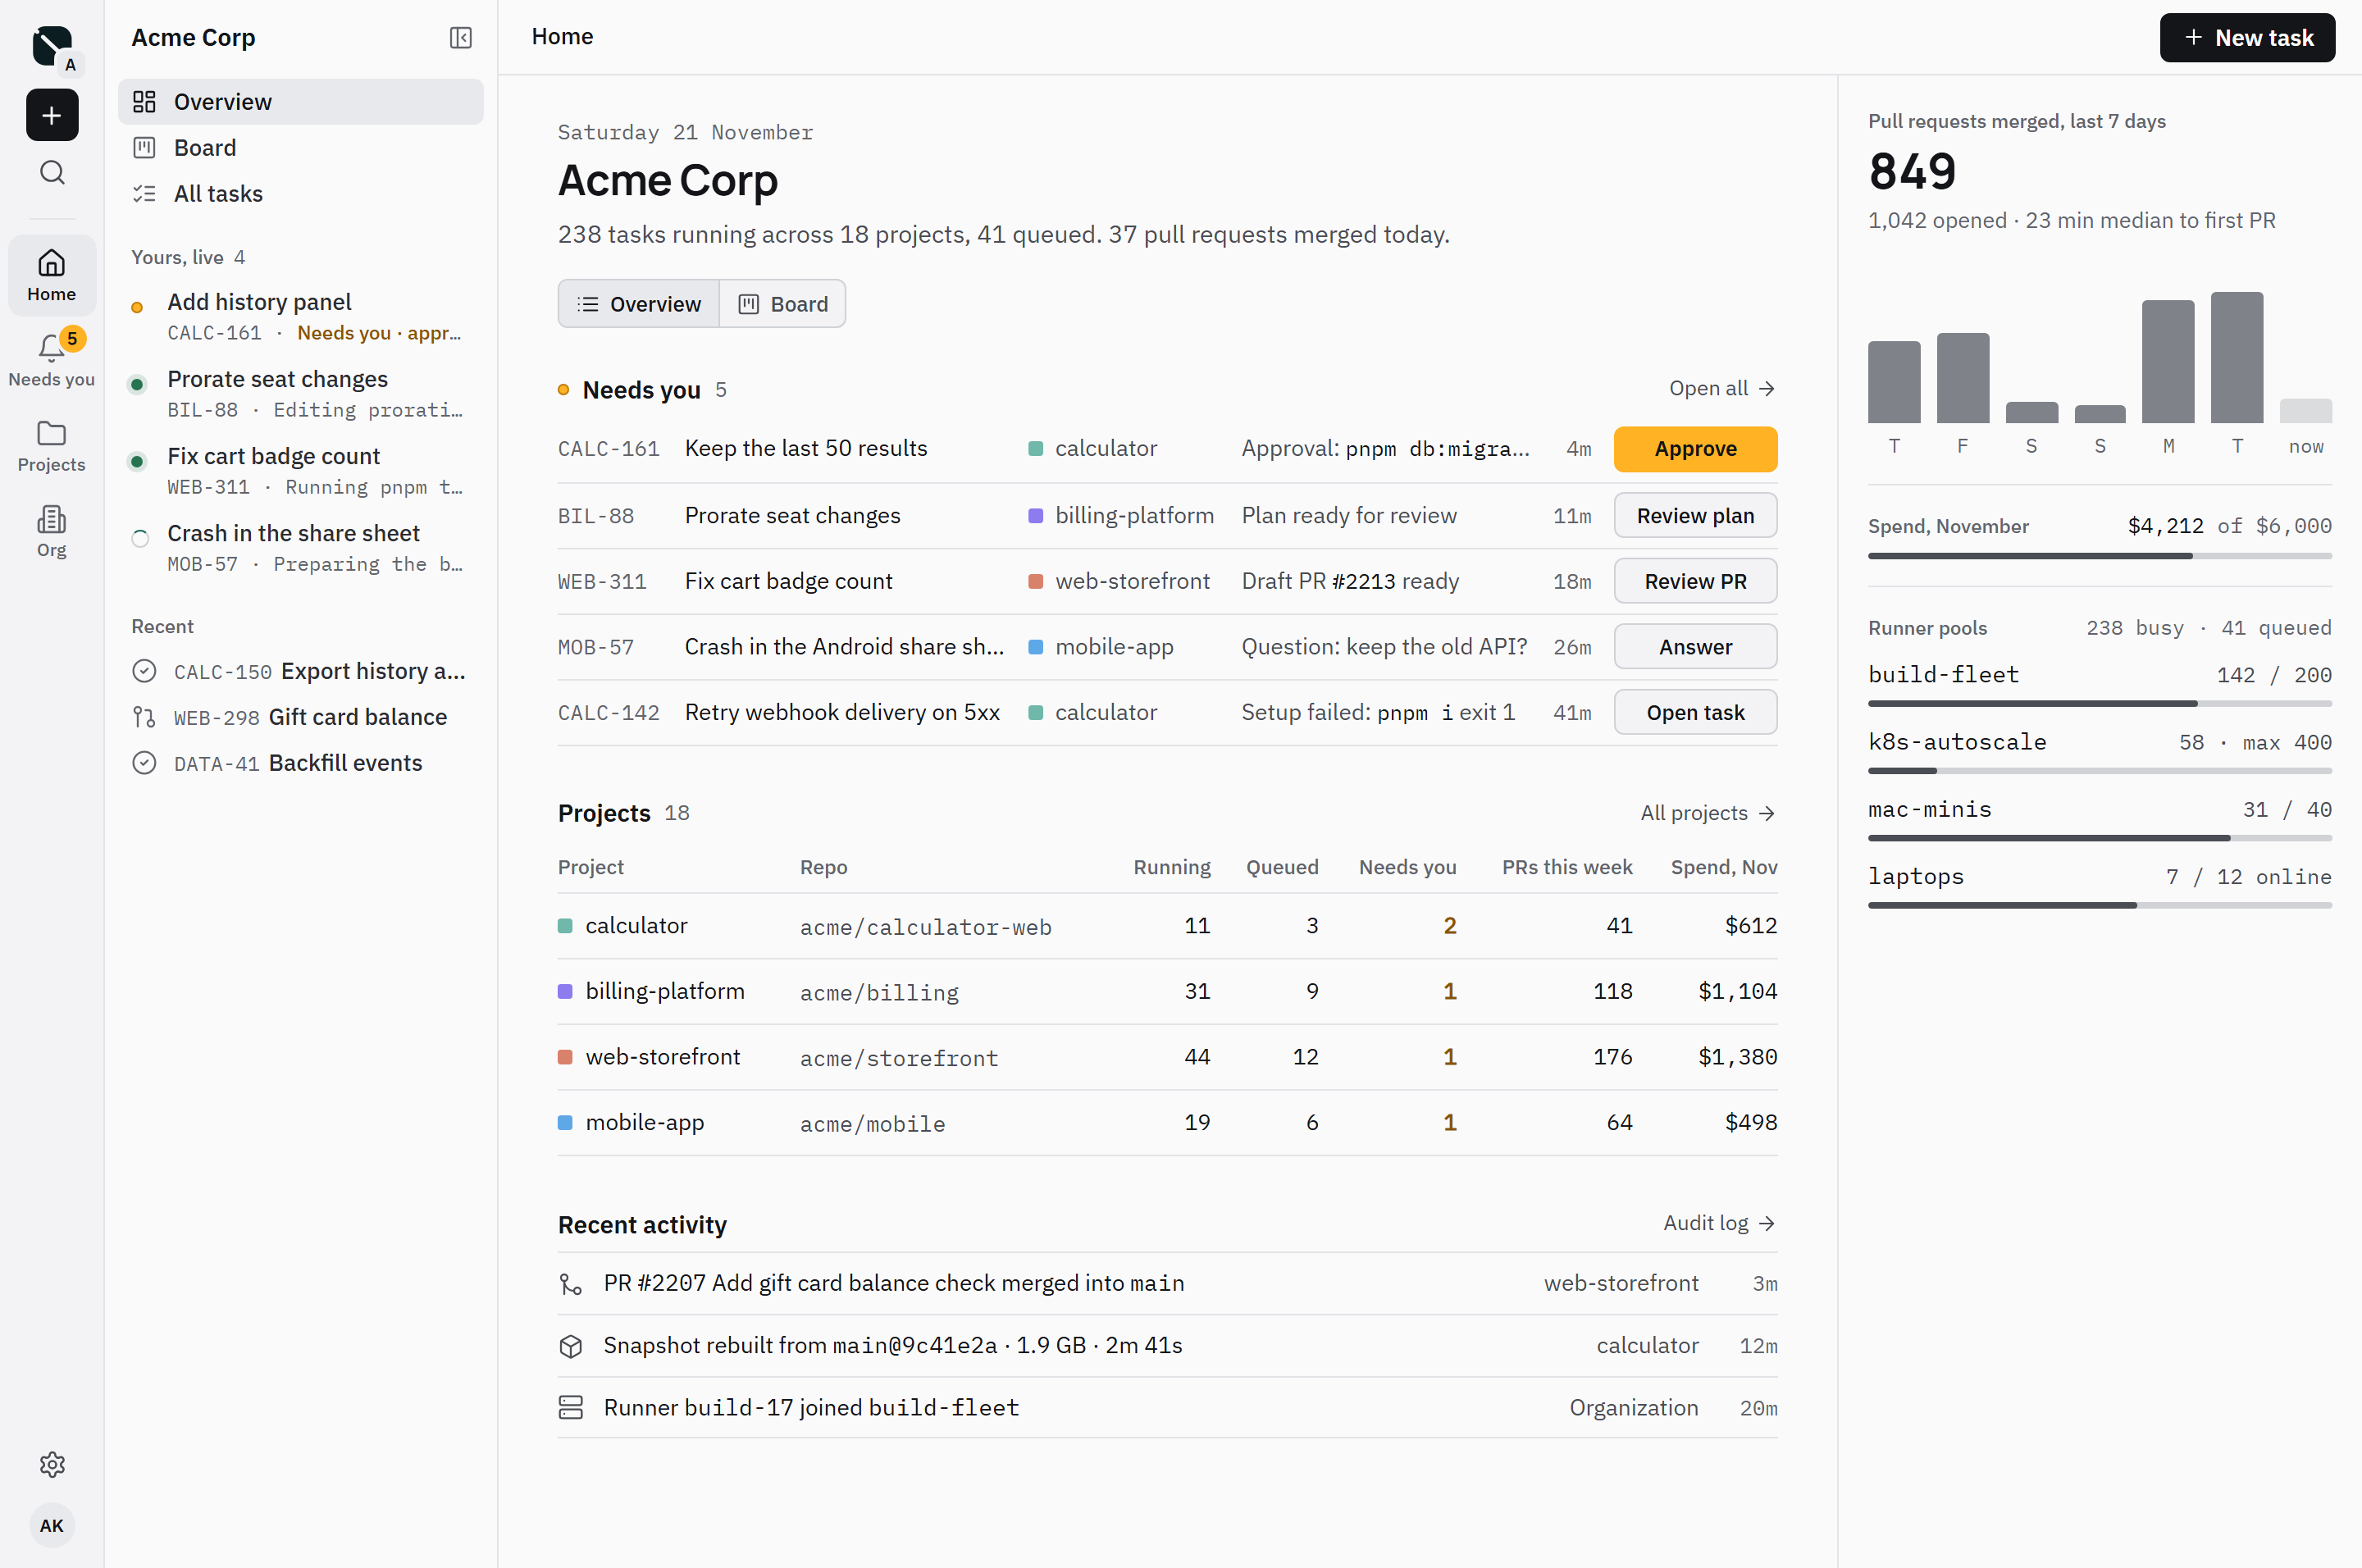 A
Home
5
Needs you
Projects
Org
AK
Acme Corp
Overview
Board
All tasks
Yours, live 4
Add history panel
CALC-161 · Needs you · appr…
Prorate seat changes
BIL-88 · Editing prorati…
Fix cart badge count
WEB-311 · Running pnpm t…
Crash in the share sheet
MOB-57 · Preparing the b…
Recent
CALC-150 Export history a…
WEB-298 Gift card balance
DATA-41 Backfill events
Home
New task
Saturday 21 November
Acme Corp
238 tasks running across 18 projects, 41 queued. 37 pull requests merged today.
Overview Board
Needs you 5 Open all
CALC-161 Keep the last 50 results calculator Approval: pnpm db:migra… 4m Approve
BIL-88 Prorate seat changes billing-platform Plan ready for review 11m Review plan
WEB-311 Fix cart badge count web-storefront Draft PR #2213 ready 18m Review PR
MOB-57 Crash in the Android share sh… mobile-app Question: keep the old API? 26m Answer
CALC-142 Retry webhook delivery on 5xx calculator Setup failed: pnpm i exit 1 41m Open task
Projects 18 All projects
Project Repo Running Queued Needs you PRs this week Spend, Nov
calculator acme/calculator-web 11 3 2 41 $612
billing-platform acme/billing 31 9 1 118 $1,104
web-storefront acme/storefront 44 12 1 176 $1,380
mobile-app acme/mobile 19 6 1 64 $498
Recent activity Audit log
PR #2207 Add gift card balance check merged into main web-storefront 3m
Snapshot rebuilt from main@9c41e2a · 1.9 GB · 2m 41s calculator 12m
Runner build-17 joined build-fleet Organization 20m
Pull requests merged, last 7 days
849
1,042 opened · 23 min median to first PR
T F S S M T now
Spend, November $4,212 of $6,000
Runner pools 238 busy · 41 queued
build-fleet 142 / 200
k8s-autoscale 58 · max 400
mac-minis 31 / 40
laptops 7 / 12 online